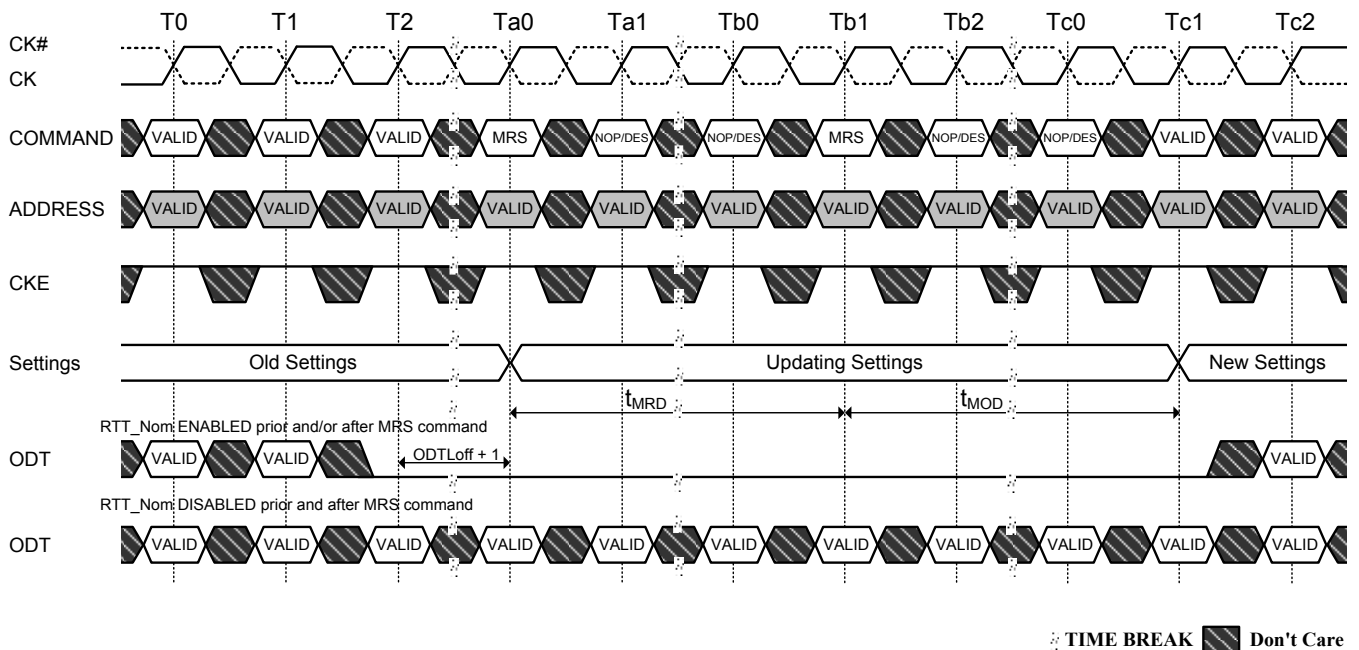 T0 T1 T2 Ta0 Ta1 Tb0 Tb1 Tb2 Tc0 Tc1 Tc2
CK#
CK
COMMAND VALID VALID VALID MRS NOP/DES NOP/DES MRS NOP/DES NOP/DES VALID VALID
ADDRESS VALID VALID VALID VALID VALID VALID VALID VALID VALID VALID VALID
CKE
Settings Old Settings Updating Settings New Settings
tMRD tMOD
RTT_Nom ENABLED prior and/or after MRS command
ODT VALID VALID ODTLoff + 1 VALID
RTT_Nom DISABLED prior and after MRS command
ODT VALID VALID VALID VALID VALID VALID VALID VALID VALID VALID VALID
TIME BREAK Don't Care